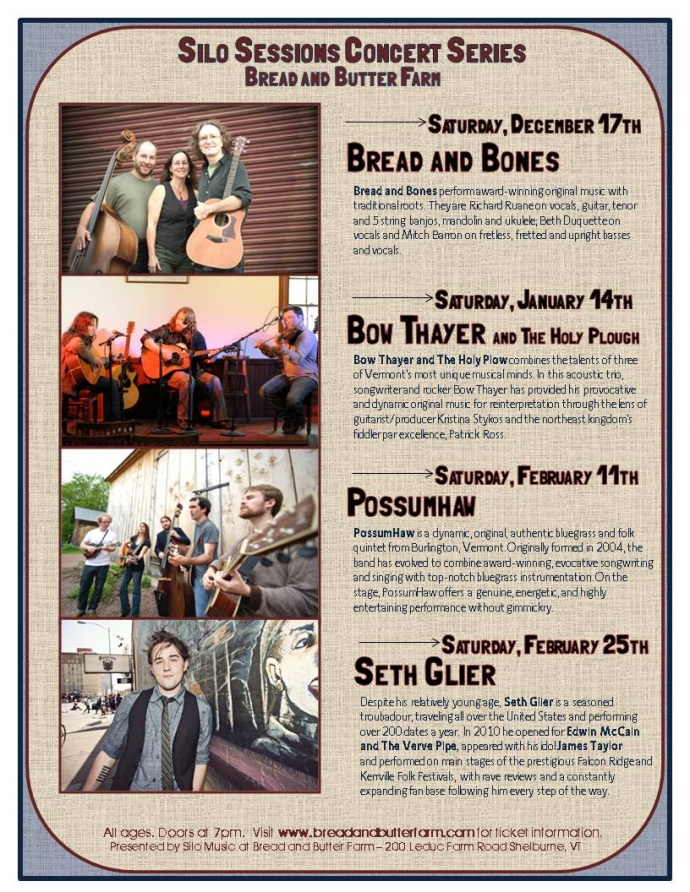 Silo Sessions Concert Series
Bread and Butter Farm
Saturday, December 17th
Bread and Bones
Bread and Bones perform award-winning original music with
traditional roots. They are Richard Ruane on vocals, guitar, tenor
and 5 string banjos, mandolin and ukulele; Beth Duquette on
vocals and Mitch Barron on fretless, fretted and upright basses
and vocals.
Saturday, January 14th
Bow Thayer and The Holy Plough
Bow Thayer and The Holy Plow combines the talents of three
of Vermont's most unique musical minds. In this acoustic trio,
songwriter and rocker Bow Thayer has provided his provocative
and dynamic original music for reinterpretation through the lens of
guitarist/producer Kristina Stykos and the northeast kingdom's
fiddler par excellence, Patrick Ross.
Saturday, February 11th
Possumhaw
PossumHaw is a dynamic, original, authentic bluegrass and folk
quintet from Burlington, Vermont. Originally formed in 2004, the
band has evolved to combine award-winning, evocative songwriting
and singing with top-notch bluegrass instrumentation. On the
stage, PossumHaw offers a genuine, energetic, and highly
entertaining performance without gimmickry.
Saturday, February 25th
Seth Glier
Despite his relatively young age, Seth Glier is a seasoned
troubadour, traveling all over the United States and performing
over 200 dates a year. In 2010 he opened for Edwin McCain
and The Verve Pipe, appeared with his idol James Taylor
and performed on main stages of the prestigious Falcon Ridge and
Kerrville Folk Festivals, with rave reviews and a constantly
expanding fan base following him every step of the way.
All ages. Doors at 7pm. Visit www.breadandbutterfarm.com for ticket information.
Presented by Silo Music at Bread and Butter Farm – 200 Leduc Farm Road Shelburne, VT